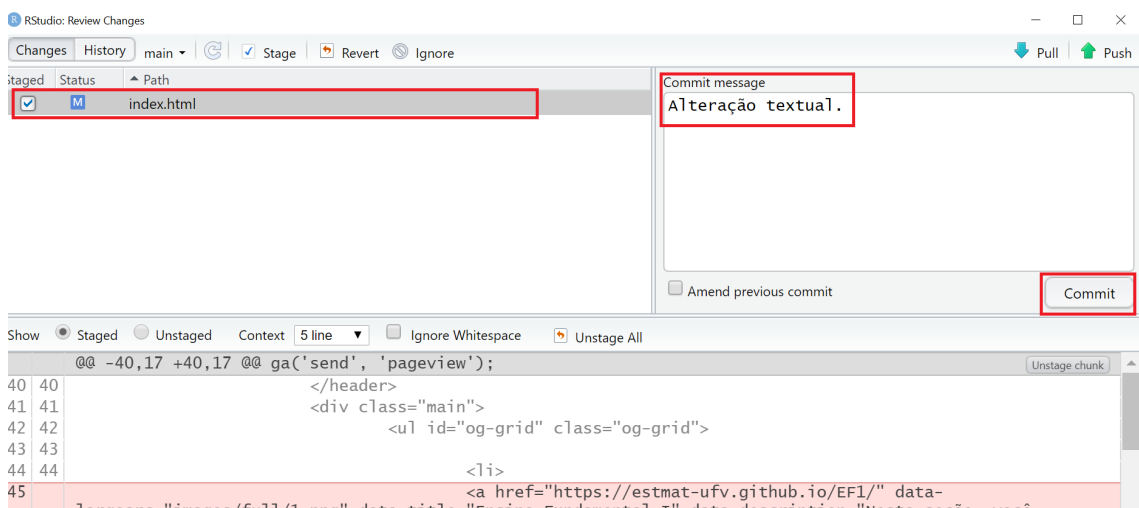 RStudio: Review Changes
Changes History main Stage Revert Ignore Pull Push
Staged Status Path
M index.html
Commit message
Alteração textual.
Amend previous commit Commit
Show Staged Unstaged Context 5 line Ignore Whitespace Unstage All
@@ -40,17 +40,17 @@ ga('send', 'pageview'); Unstage chunk
40 40 </header>
41 41 <div class="main">
42 42 <ul id="og-grid" class="og-grid">
43 43
44 44 <li>
45 <a href="https://estmat-ufv.github.io/EF1/" data-